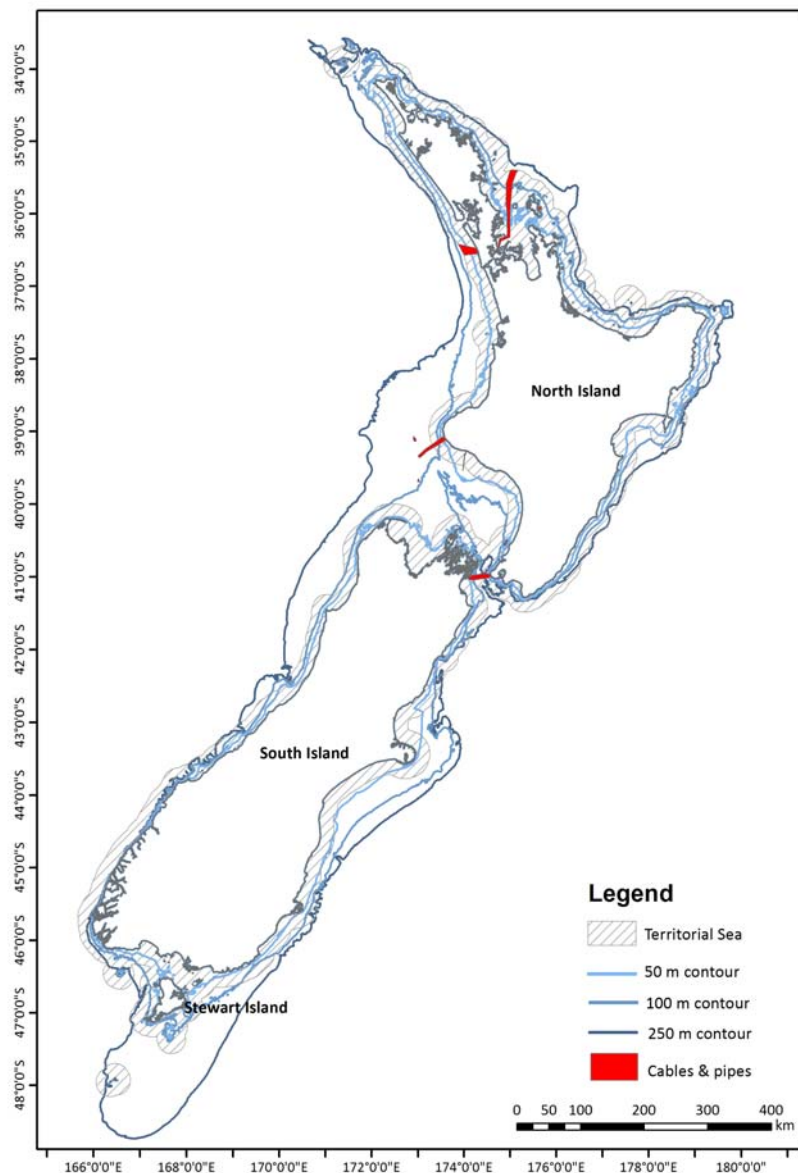 34°0'0"S
35°0'0"S
36°0'0"S
37°0'0"S
38°0'0"S
39°0'0"S
40°0'0"S
41°0'0"S
42°0'0"S
43°0'0"S
44°0'0"S
45°0'0"S
46°0'0"S
47°0'0"S
48°0'0"S
North Island
South Island
Stewart Island
Legend
Territorial Sea
50 m contour
100 m contour
250 m contour
Cables & pipes
0 50 100 200 300 400
km
166°0'0"E 168°0'0"E 170°0'0"E 172°0'0"E 174°0'0"E 176°0'0"E 178°0'0"E 180°0'0"